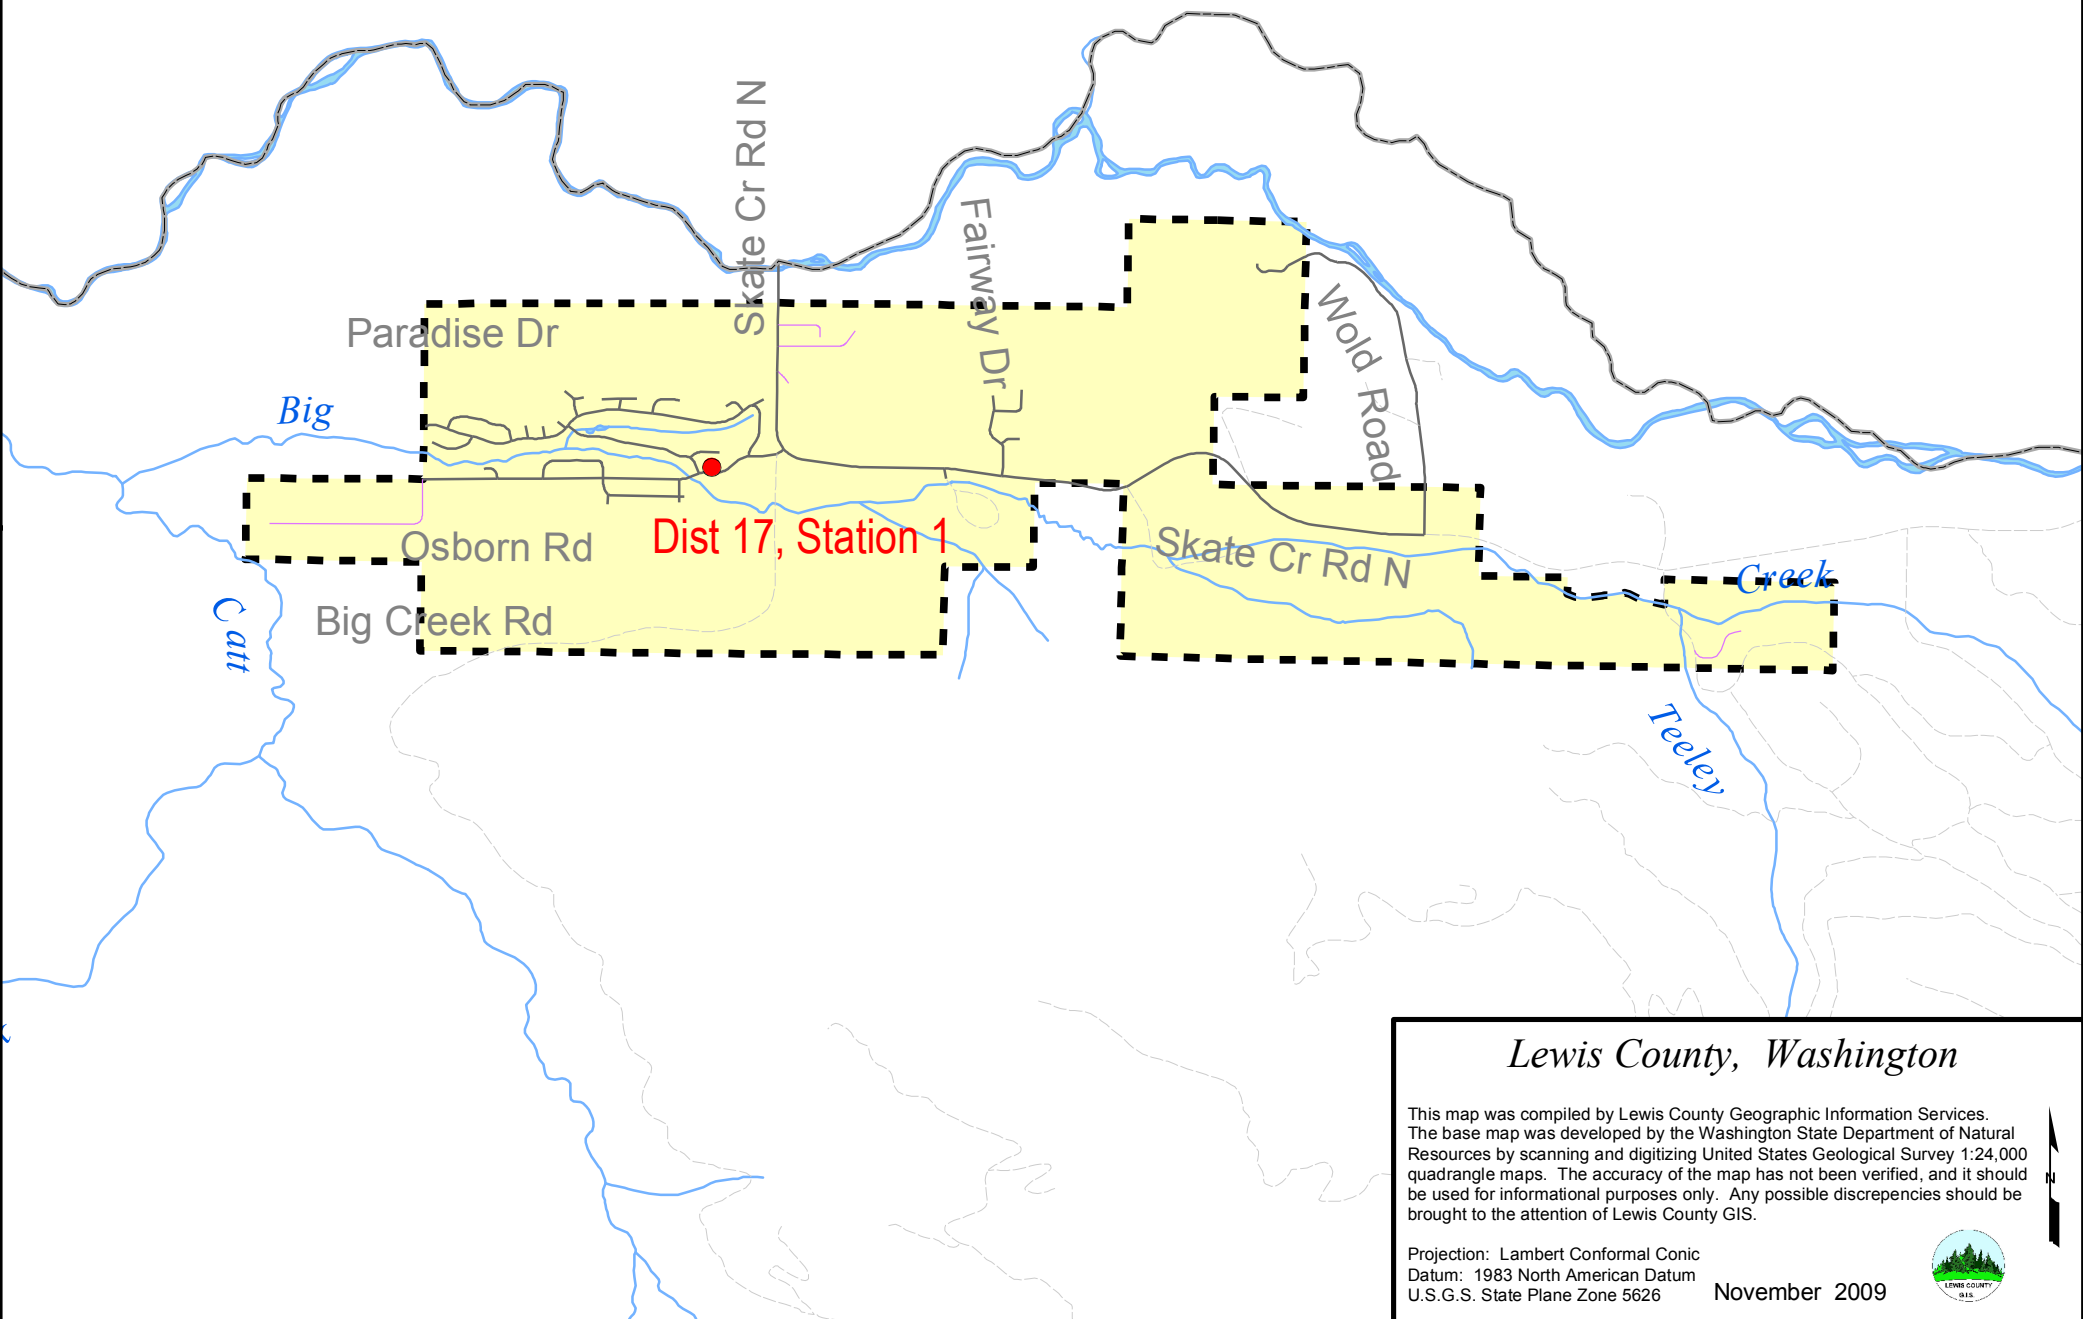 Skate Cr Rd N
Fairway Dr
Paradise Dr
Wold Road
Big
Dist 17, Station 1
Osborn Rd
Skate Cr Rd N
Creek
Catt
Big Creek Rd
Teeley
Lewis County, Washington
This map was compiled by Lewis County Geographic Information Services.
The base map was developed by the Washington State Department of Natural
Resources by scanning and digitizing United States Geological Survey 1:24,000
quadrangle maps. The accuracy of the map has not been verified, and it should
be used for informational purposes only. Any possible discrepencies should be
brought to the attention of Lewis County GIS.
N
Projection: Lambert Conformal Conic
Datum: 1983 North American Datum
U.S.G.S. State Plane Zone 5626
November 2009
LEWIS COUNTY
G.I.S.